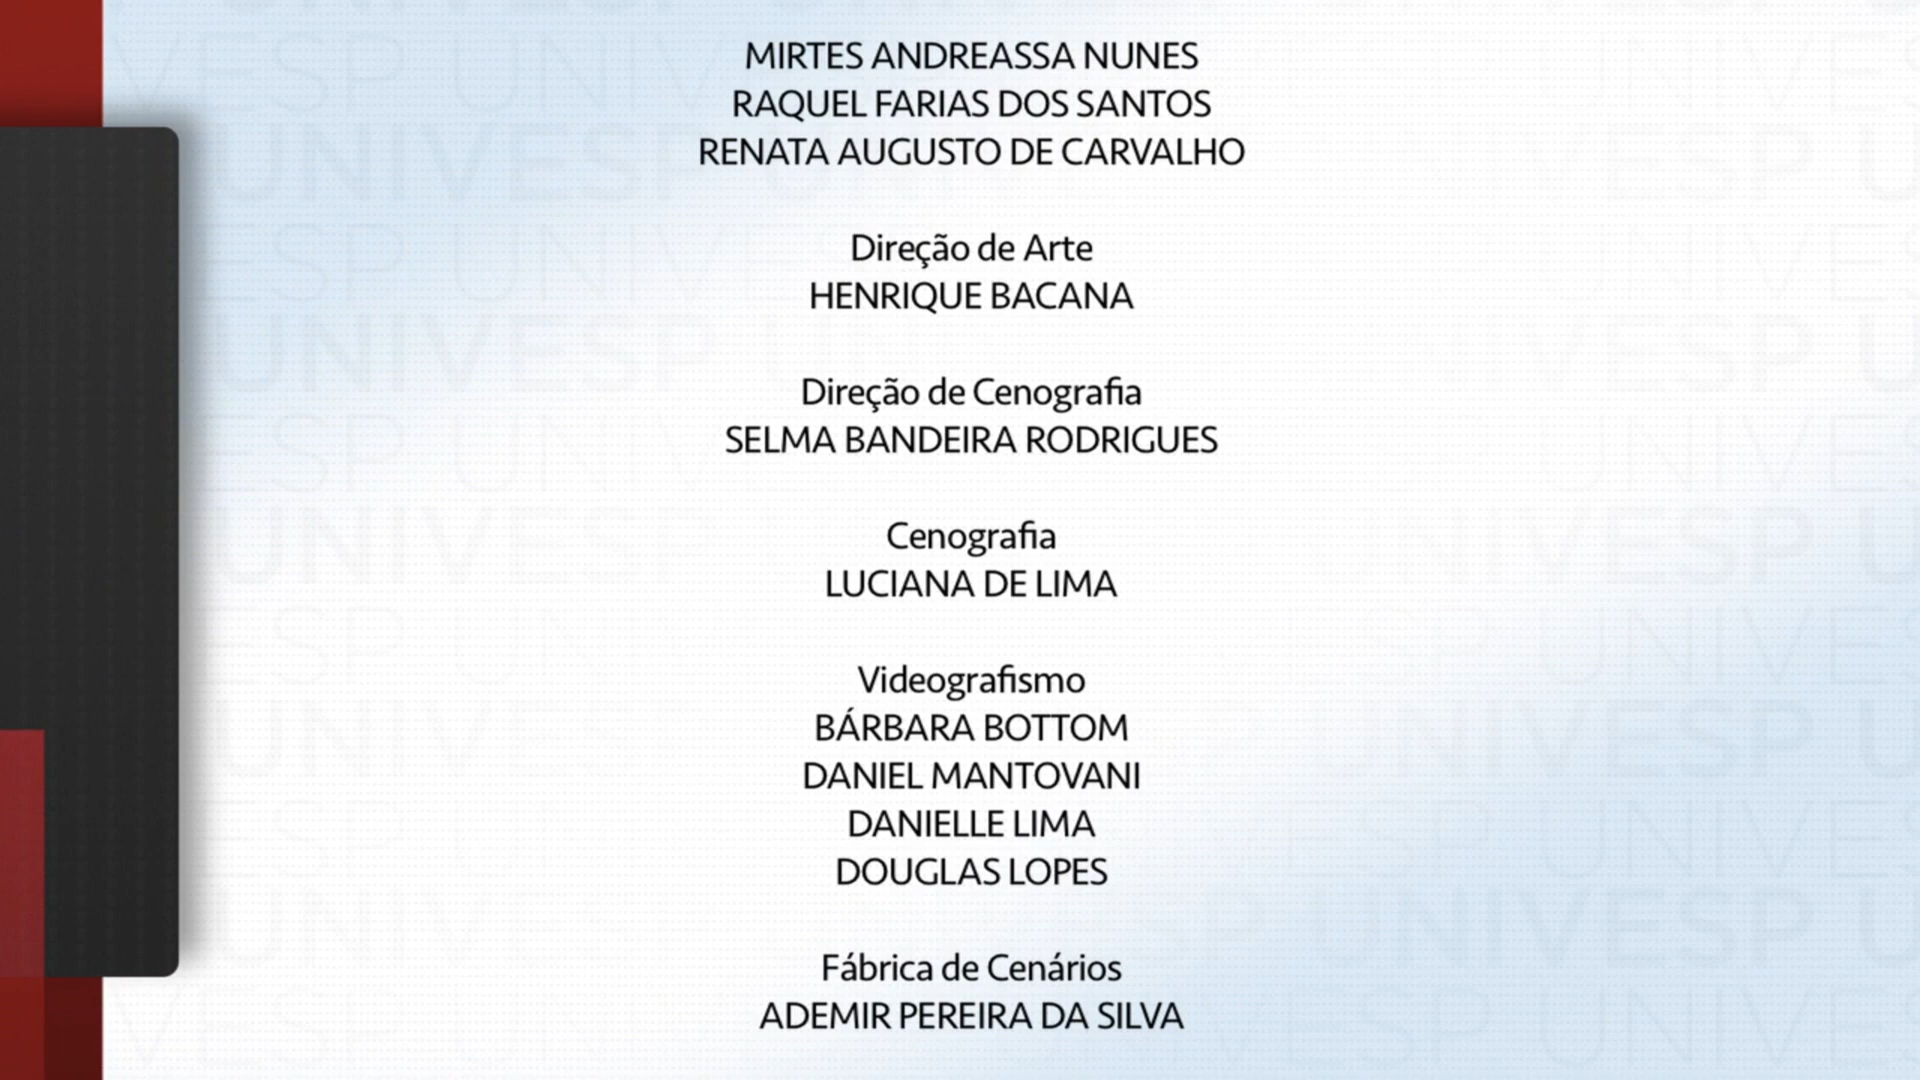 MIRTES ANDREASSA NUNES
RAQUEL FARIAS DOS SANTOS
RENATA AUGUSTO DE CARVALHO
Direção de Arte
HENRIQUE BACANA
Direção de Cenografia
SELMA BANDEIRA RODRIGUES
Cenografia
LUCIANA DE LIMA
Videografismo
BÁRBARA BOTTOM
DANIEL MANTOVANI
DANIELLE LIMA
DOUGLAS LOPES
Fábrica de Cenários
ADEMIR PEREIRA DA SILVA